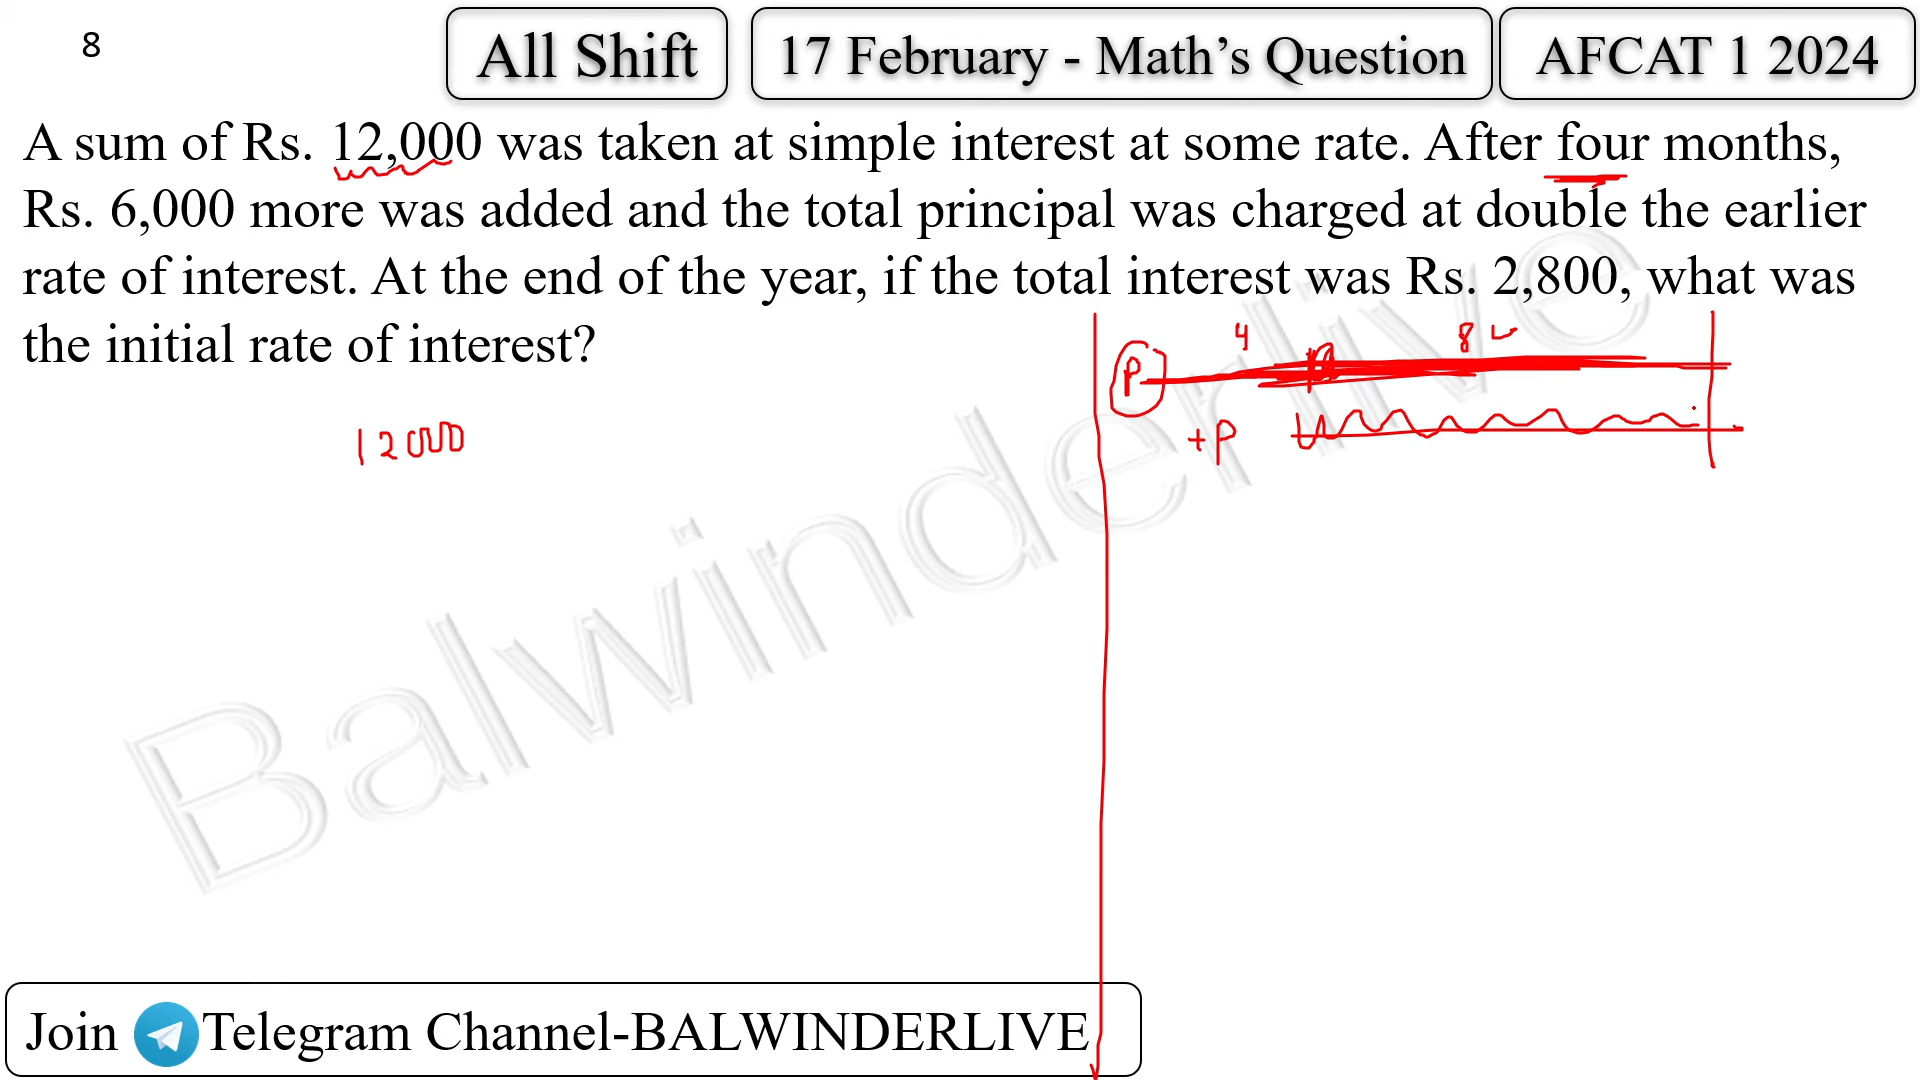 8
All Shift
17 February - Math’s Question
AFCAT 1 2024
A sum of Rs. 12,000 was taken at simple interest at some rate. After four months,
Rs. 6,000 more was added and the total principal was charged at double the earlier
rate of interest. At the end of the year, if the total interest was Rs. 2,800, what was
the initial rate of interest?
4 8
P
+P
12000
Balwinderlive
Join Telegram Channel-BALWINDERLIVE